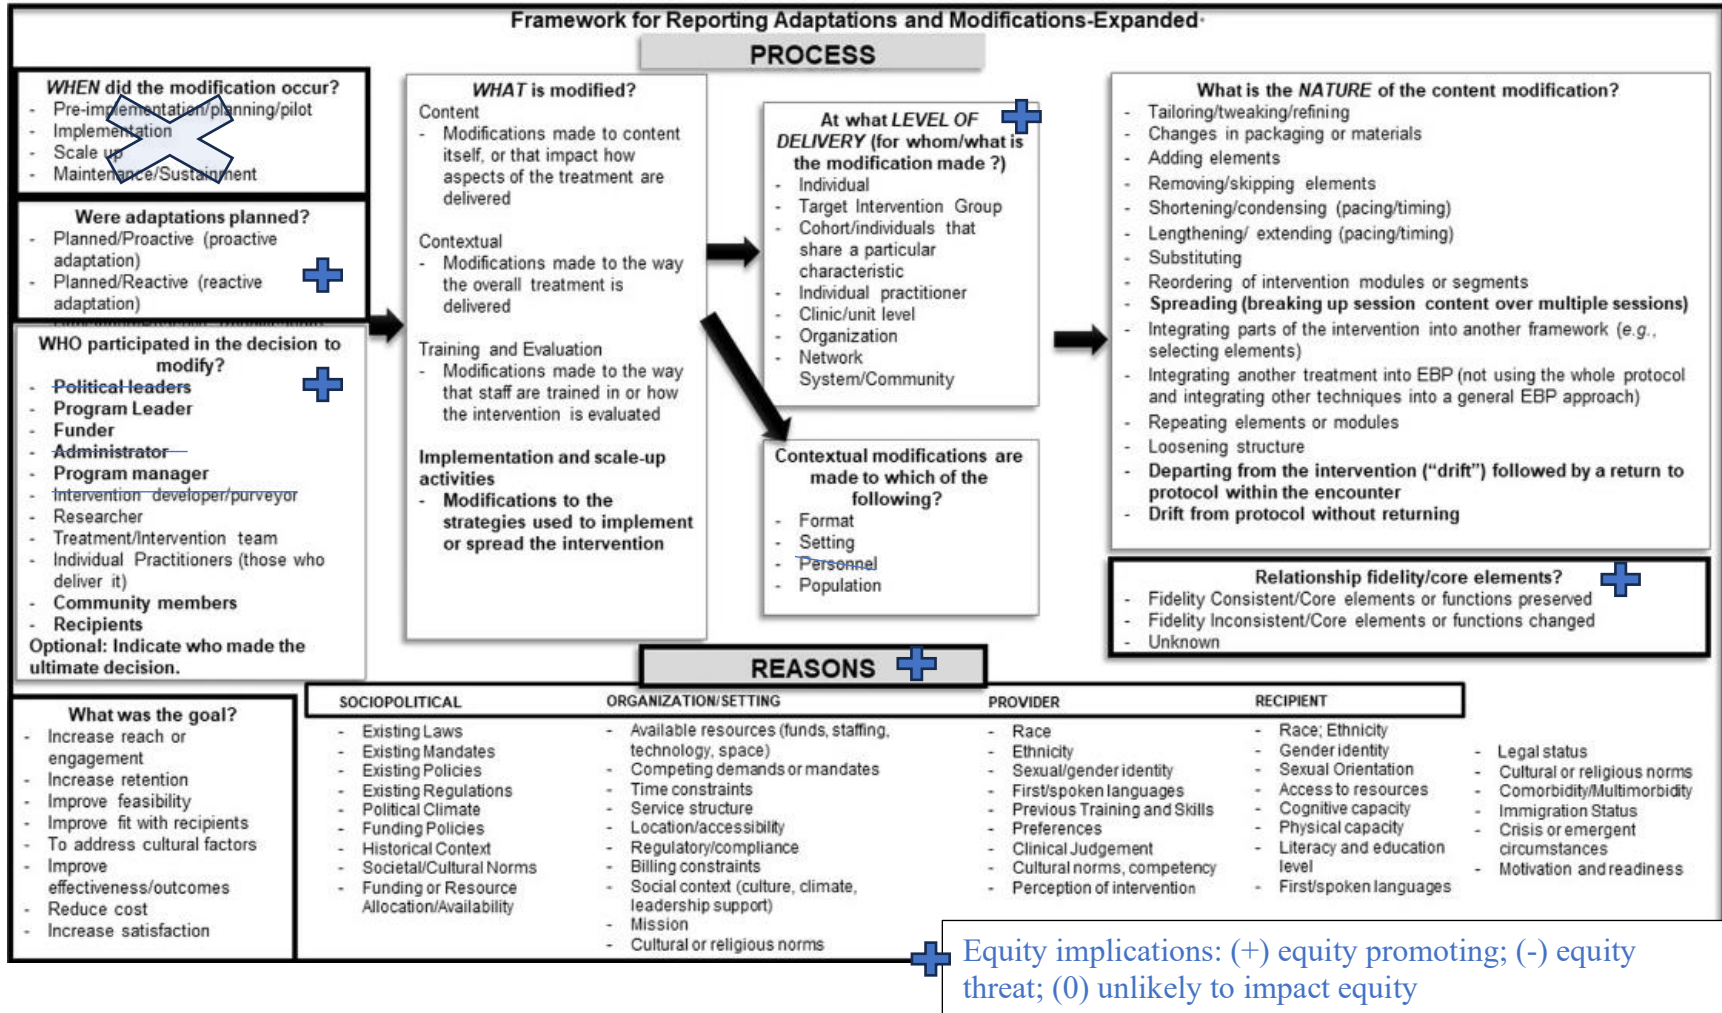 Framework for Reporting Adaptations and Modifications-Expanded
PROCESS
WHEN did the modification occur?
- Pre-implementation/planning/pilot
- Implementation
- Scale up
- Maintenance/Sustainment
Were adaptations planned?
- Planned/Proactive (proactive
adaptation)
- Planned/Reactive (reactive
adaptation)
WHO participated in the decision to
modify?
- Political leaders
- Program Leader
- Funder
- Administrator
- Program manager
- Intervention developer/purveyor
- Researcher
- Treatment/Intervention team
- Individual Practitioners (those who
deliver it)
- Community members
- Recipients
Optional: Indicate who made the
ultimate decision.
WHAT is modified?
Content
- Modifications made to content
itself, or that impact how
aspects of the treatment are
delivered
Contextual
- Modifications made to the way
the overall treatment is
delivered
Training and Evaluation
- Modifications made to the way
that staff are trained in or how
the intervention is evaluated
Implementation and scale-up
activities
- Modifications to the
strategies used to implement
or spread the intervention
At what LEVEL OF
DELIVERY (for whom/what is
the modification made ?)
- Individual
- Target Intervention Group
- Cohort/individuals that
share a particular
characteristic
- Individual practitioner
- Clinic/unit level
- Organization
- Network
System/Community
Contextual modifications are
made to which of the
following?
- Format
- Setting
- Personnel
- Population
What is the NATURE of the content modification?
- Tailoring/tweaking/refining
- Changes in packaging or materials
- Adding elements
- Removing/skipping elements
- Shortening/condensing (pacing/timing)
- Lengthening/ extending (pacing/timing)
- Substituting
- Reordering of intervention modules or segments
- Spreading (breaking up session content over multiple sessions)
- Integrating parts of the intervention into another framework (e.g.,
selecting elements)
- Integrating another treatment into EBP (not using the whole protocol
and integrating other techniques into a general EBP approach)
- Repeating elements or modules
- Loosening structure
- Departing from the intervention (“drift”) followed by a return to
protocol within the encounter
- Drift from protocol without returning
Relationship fidelity/core elements?
- Fidelity Consistent/Core elements or functions preserved
- Fidelity Inconsistent/Core elements or functions changed
- Unknown
REASONS
What was the goal?
- Increase reach or
engagement
- Increase retention
- Improve feasibility
- Improve fit with recipients
- To address cultural factors
- Improve
effectiveness/outcomes
- Reduce cost
- Increase satisfaction
SOCIOPOLITICAL
- Existing Laws
- Existing Mandates
- Existing Policies
- Existing Regulations
- Political Climate
- Funding Policies
- Historical Context
- Societal/Cultural Norms
- Funding or Resource
Allocation/Availability
ORGANIZATION/SETTING
- Available resources (funds, staffing,
technology, space)
- Competing demands or mandates
- Time constraints
- Service structure
- Location/accessibility
- Regulatory/compliance
- Billing constraints
- Social context (culture, climate,
leadership support)
- Mission
- Cultural or religious norms
PROVIDER
- Race
- Ethnicity
- Sexual/gender identity
- First/spoken languages
- Previous Training and Skills
- Preferences
- Clinical Judgement
- Cultural norms, competency
- Perception of intervention
RECIPIENT
- Race; Ethnicity
- Gender identity
- Sexual Orientation
- Access to resources
- Cognitive capacity
- Physical capacity
- Literacy and education
level
- First/spoken languages
- Legal status
- Cultural or religious norms
- Comorbidity/Multimorbidity
- Immigration Status
- Crisis or emergent
circumstances
- Motivation and readiness
Equity implications: (+) equity promoting; (-) equity
threat; (0) unlikely to impact equity